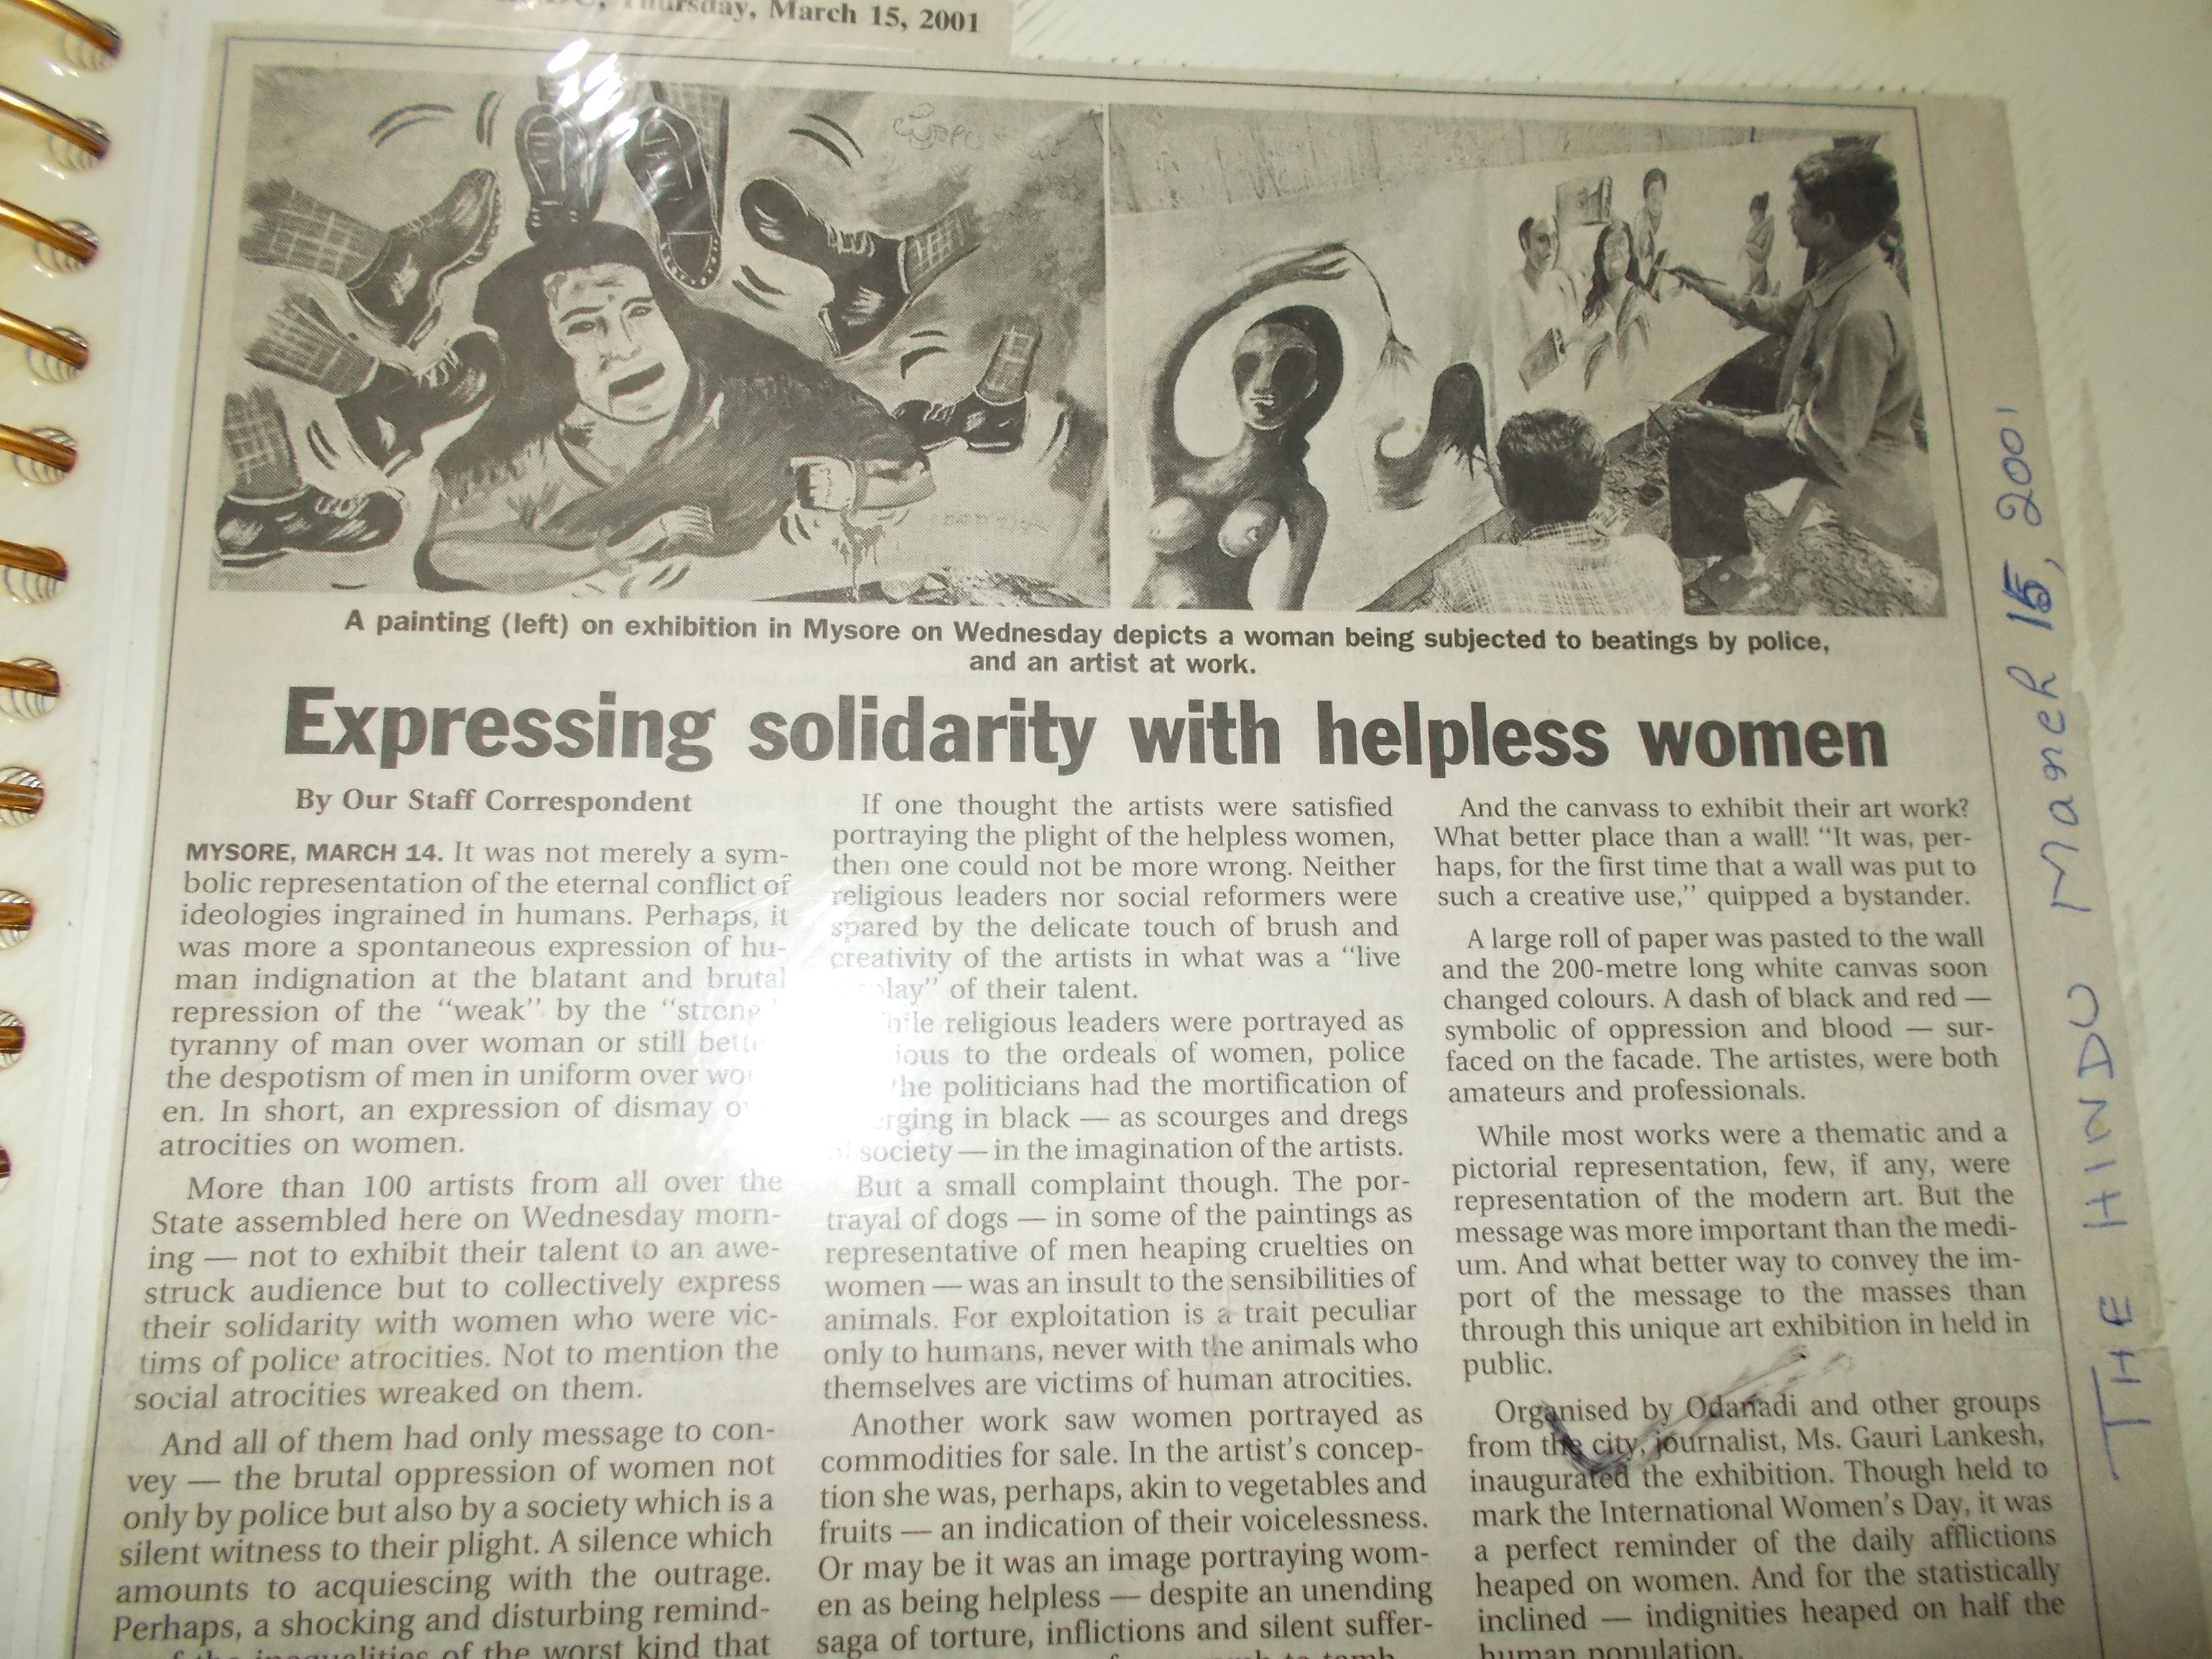 Thursday, March 15, 2001
A painting (left) on exhibition in Mysore on Wednesday depicts a woman being subjected to beatings by police,
and an artist at work.
Expressing solidarity with helpless women
By Our Staff Correspondent
MYSORE, MARCH 14. It was not merely a sym-
bolic representation of the eternal conflict of
ideologies ingrained in humans. Perhaps, it
was more a spontaneous expression of hu-
man indignation at the blatant and brutal
repression of the “weak” by the “strong”
tyranny of man over woman or still
the despotism of men in uniform over
en. In short, an expression of dismay
atrocities on women.
More than 100 artists from all over the
State assembled here on Wednesday morn-
ing — not to exhibit their talent to an awe-
struck audience but to collectively express
their solidarity with women who were vic-
tims of police atrocities. Not to mention the
social atrocities wreaked on them.
And all of them had only message to con-
vey — the brutal oppression of women not
only by police but also by a society which is a
silent witness to their plight. A silence which
amounts to acquiescing with the outrage.
Perhaps, a shocking and disturbing remind-
of the inequalities of the worst kind that
If one thought the artists were satisfied
portraying the plight of the helpless women,
then one could not be more wrong. Neither
religious leaders nor social reformers were
spared by the delicate touch of brush and
creativity of the artists in what was a “live
of their talent.
religious leaders were portrayed as
to the ordeals of women, police
the politicians had the mortification of
in black — as scourges and dregs
society — in the imagination of the artists.
But a small complaint though. The por-
trayal of dogs — in some of the paintings as
representative of men heaping cruelties on
women — was an insult to the sensibilities of
animals. For exploitation is a trait peculiar
only to humans, never with the animals who
themselves are victims of human atrocities.
Another work saw women portrayed as
commodities for sale. In the artist’s concep-
tion she was, perhaps, akin to vegetables and
fruits — an indication of their voicelessness.
Or may be it was an image portraying wom-
en as being helpless — despite an unending
saga of torture, inflictions and silent suffer-
And the canvass to exhibit their art work?
What better place than a wall! “It was, per-
haps, for the first time that a wall was put to
such a creative use,” quipped a bystander.
A large roll of paper was pasted to the wall
and the 200-metre long white canvas soon
changed colours. A dash of black and red —
symbolic of oppression and blood — sur-
faced on the facade. The artistes, were both
amateurs and professionals.
While most works were a thematic and a
pictorial representation, few, if any, were
representation of the modern art. But the
message was more important than the medi-
um. And what better way to convey the im-
port of the message to the masses than
through this unique art exhibition in held in
public.
Organised by Odanadi and other groups
from the city, journalist, Ms. Gauri Lankesh,
inaugurated the exhibition. Though held to
mark the International Women’s Day, it was
a perfect reminder of the daily afflictions
heaped on women. And for the statistically
inclined — indignities heaped on half the
human population.
THE HINDU March 15, 2001